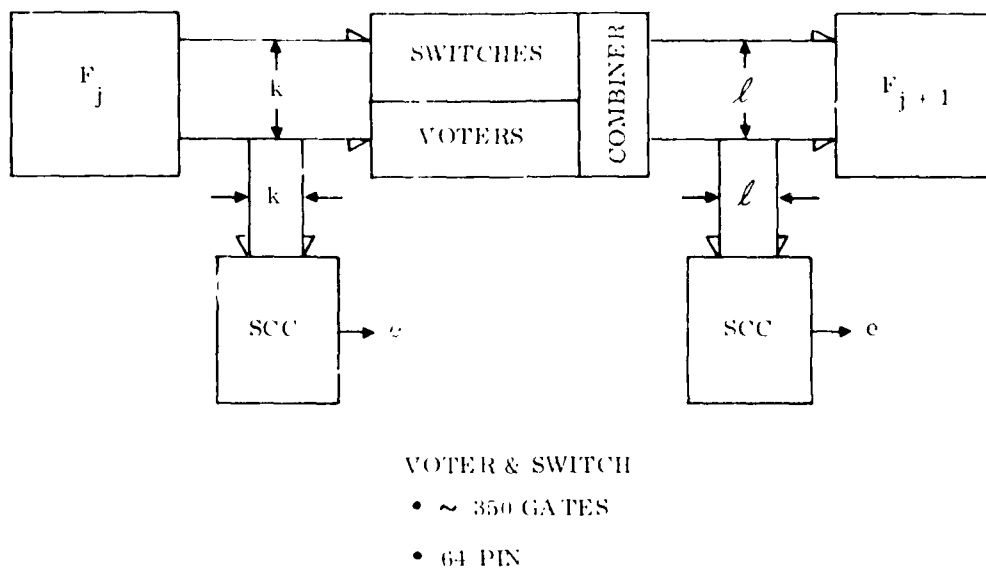 F j
k
SWITCHES
VOTERS
COMBINER
ℓ
F j + 1
k
ℓ
SCC
e
SCC
e
VOTER & SWITCH
• ~ 350 GATES
• 64 PIN